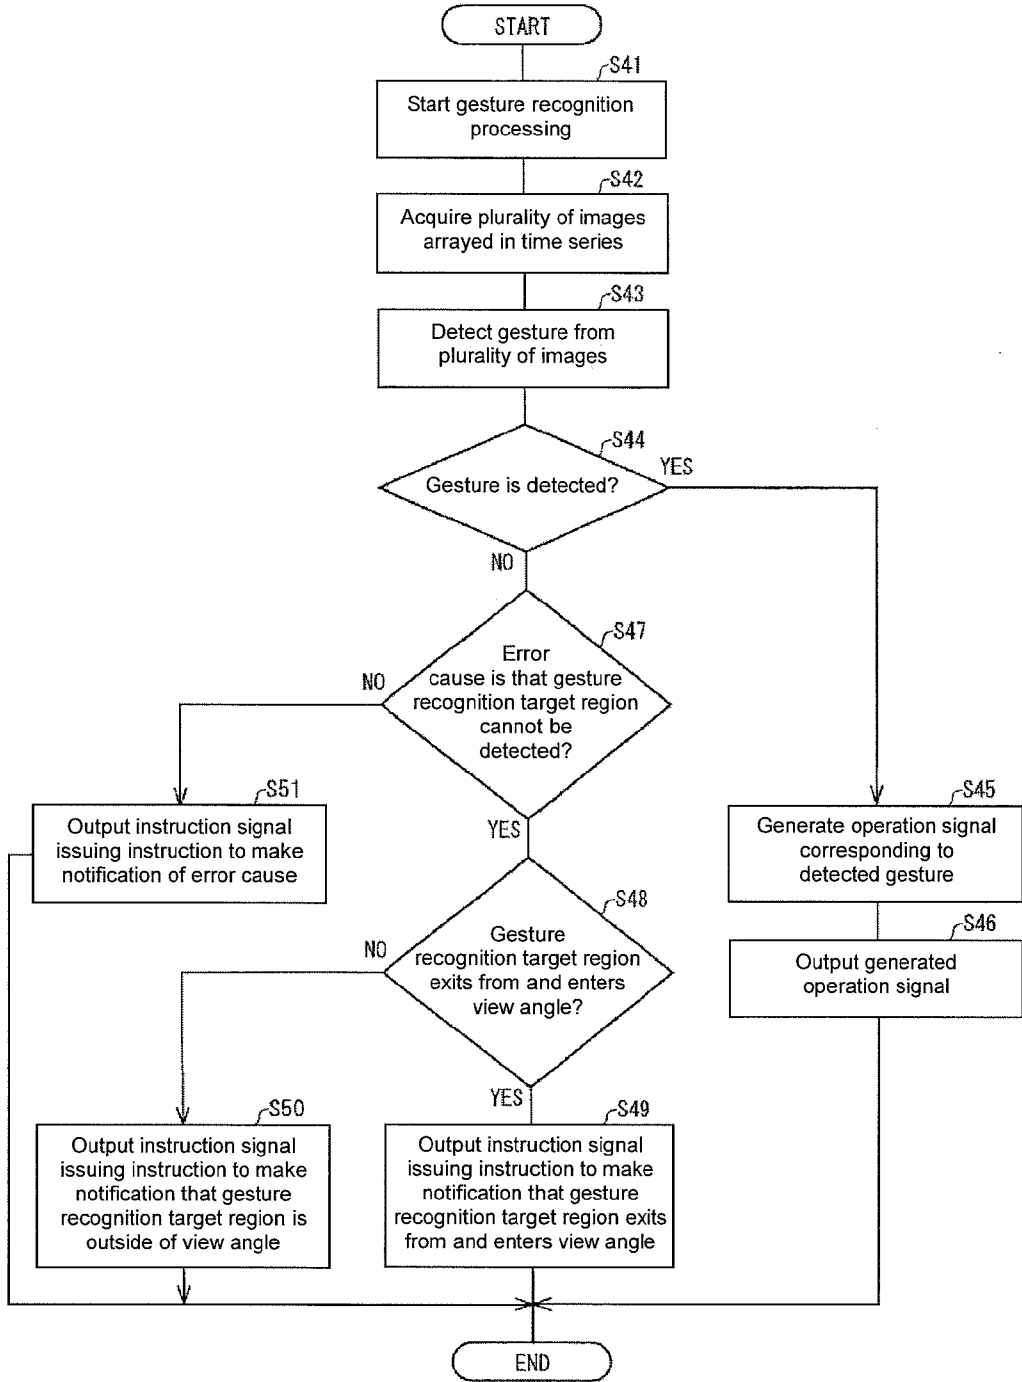 START
S41
Start gesture recognition
processing
S42
Acquire plurality of images
arrayed in time series
S43
Detect gesture from
plurality of images
S44
Gesture is detected?
YES
NO
S47
Error
cause is that gesture
recognition target region
cannot be
detected?
NO
YES
S51
Output instruction signal
issuing instruction to make
notification of error cause
S45
Generate operation signal
corresponding to
detected gesture
S48
Gesture
recognition target region
exits from and enters
view angle?
NO
YES
S46
Output generated
operation signal
S50
Output instruction signal
issuing instruction to make
notification that gesture
recognition target region is
outside of view angle
S49
Output instruction signal
issuing instruction to make
notification that gesture
recognition target region exits
from and enters view angle
END